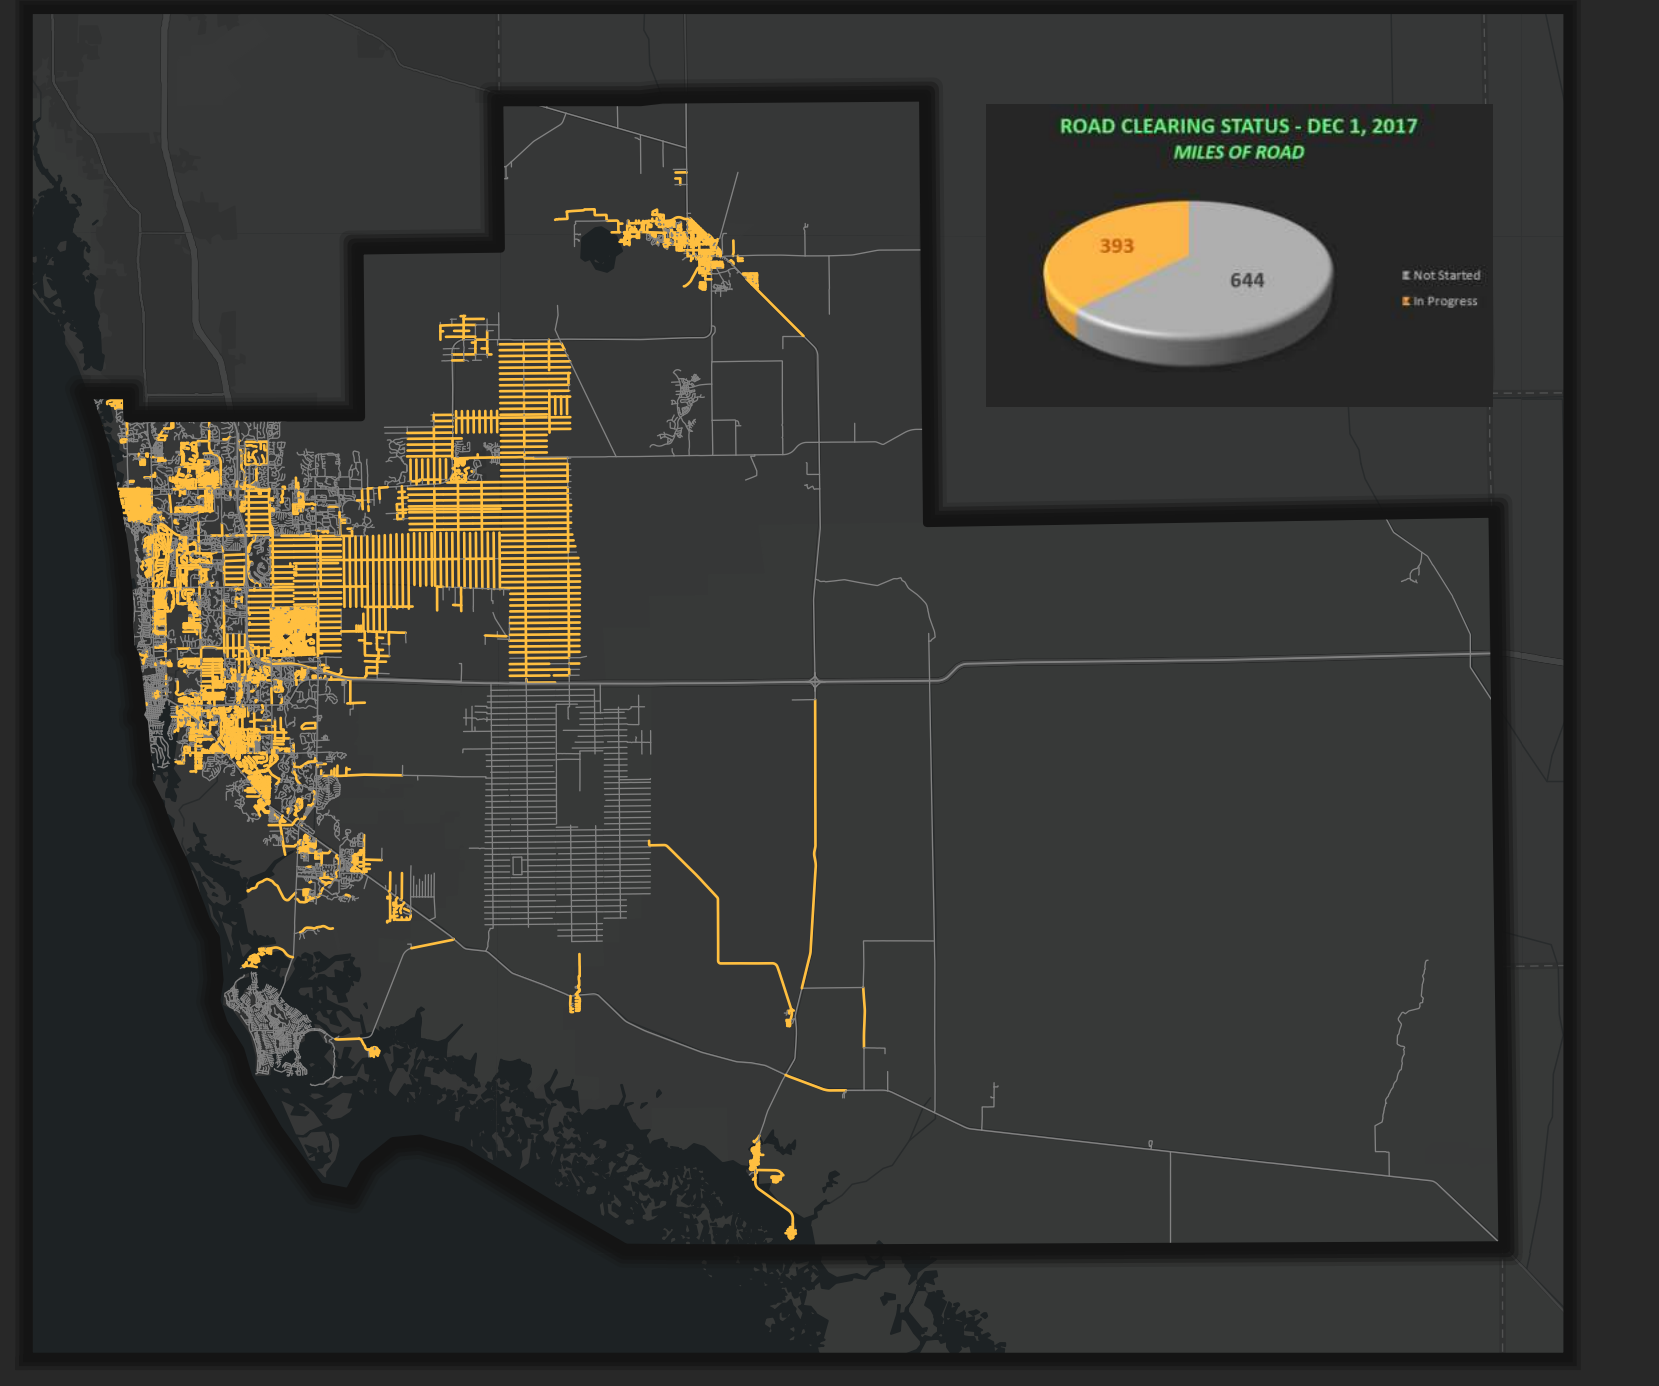 ROAD CLEARING STATUS - DEC 1, 2017
MILES OF ROAD
393
644
Not Started
In Progress